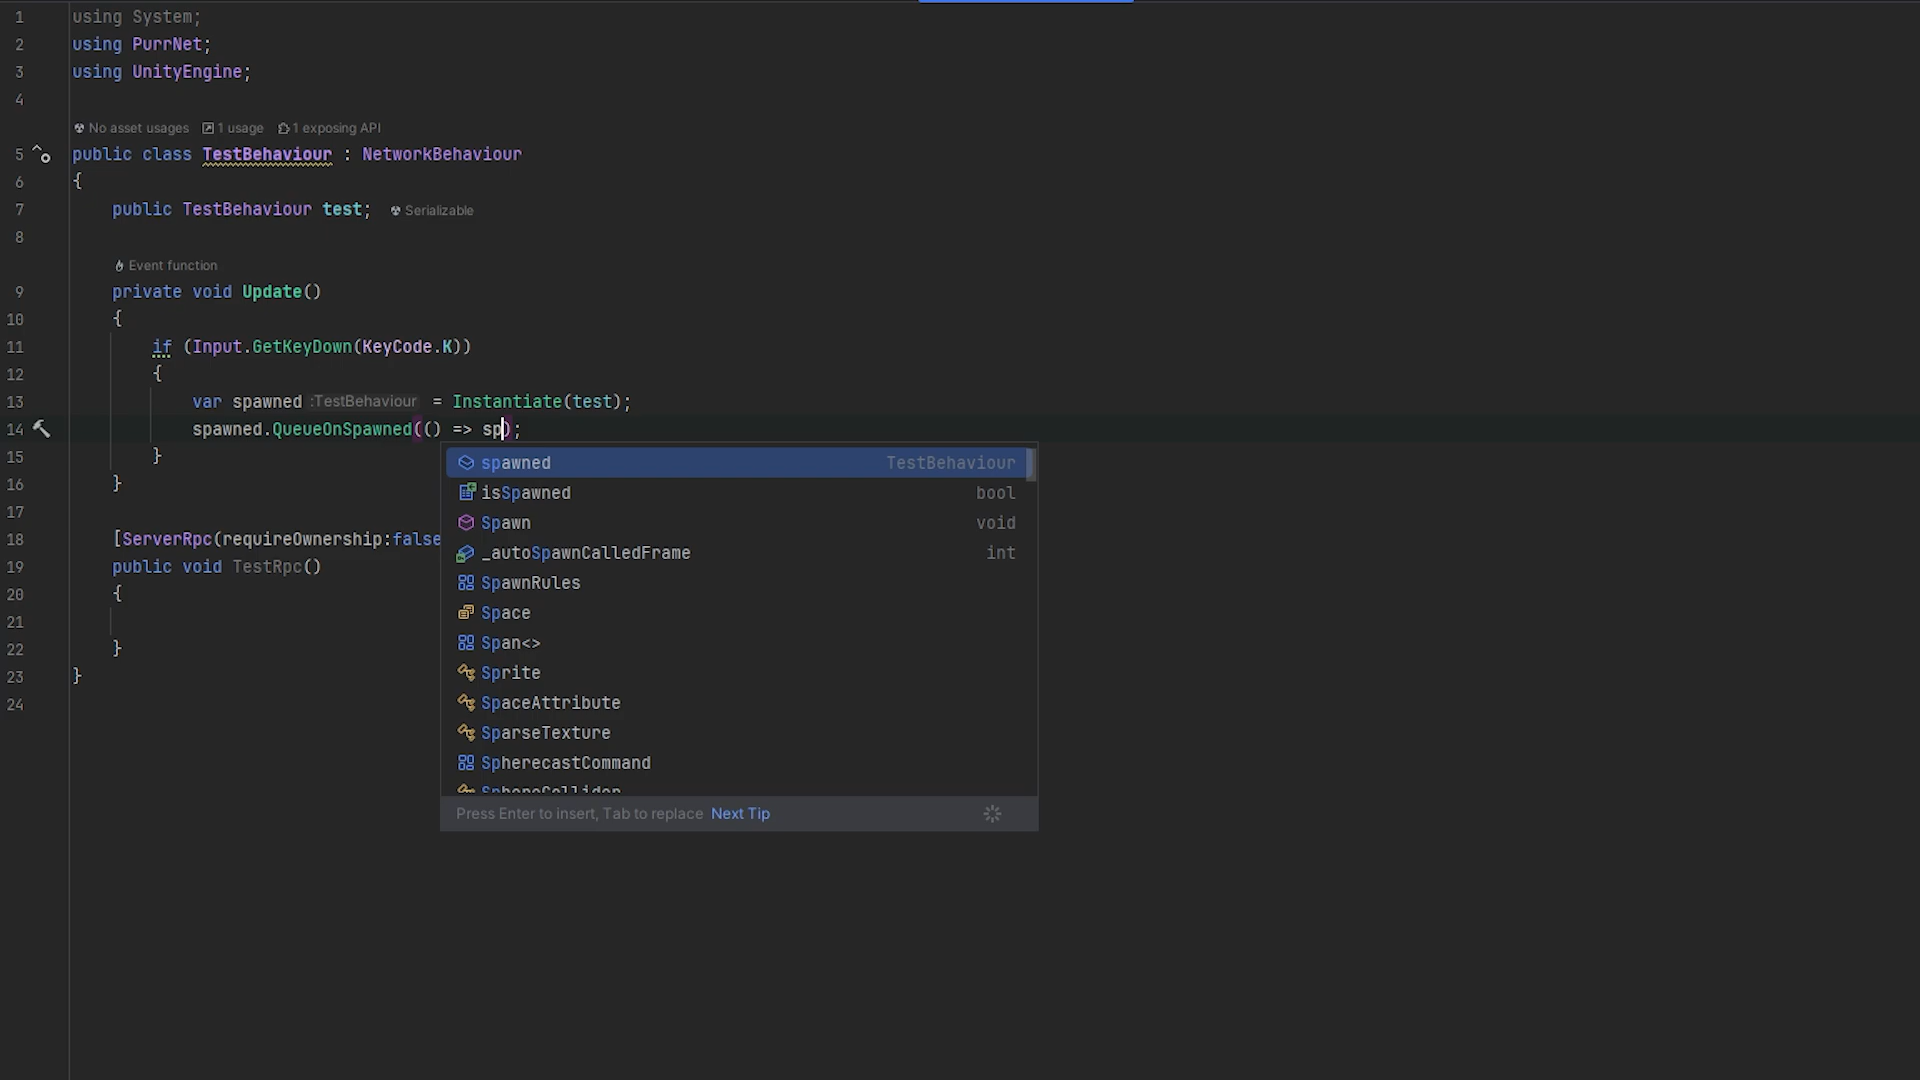 1 using System;
2 using PurrNet;
3 using UnityEngine;
4
No asset usages 1 usage 1 exposing API
5 public class TestBehaviour : NetworkBehaviour
6 {
7 public TestBehaviour test; Serializable
8
Event function
9 private void Update()
10 {
11 if (Input.GetKeyDown(KeyCode.K))
12 {
13 var spawned :TestBehaviour = Instantiate(test);
14 spawned.QueueOnSpawned(() => sp);
15 }
16 }
17
18 [ServerRpc(requireOwnership:false
19 public void TestRpc()
20 {
21
22 }
23 }
24
spawned TestBehaviour
isSpawned bool
Spawn void
_autoSpawnCalledFrame int
SpawnRules
Space
Span<>
Sprite
SpaceAttribute
SparseTexture
SpherecastCommand
SphereCollider
Press Enter to insert, Tab to replace Next Tip